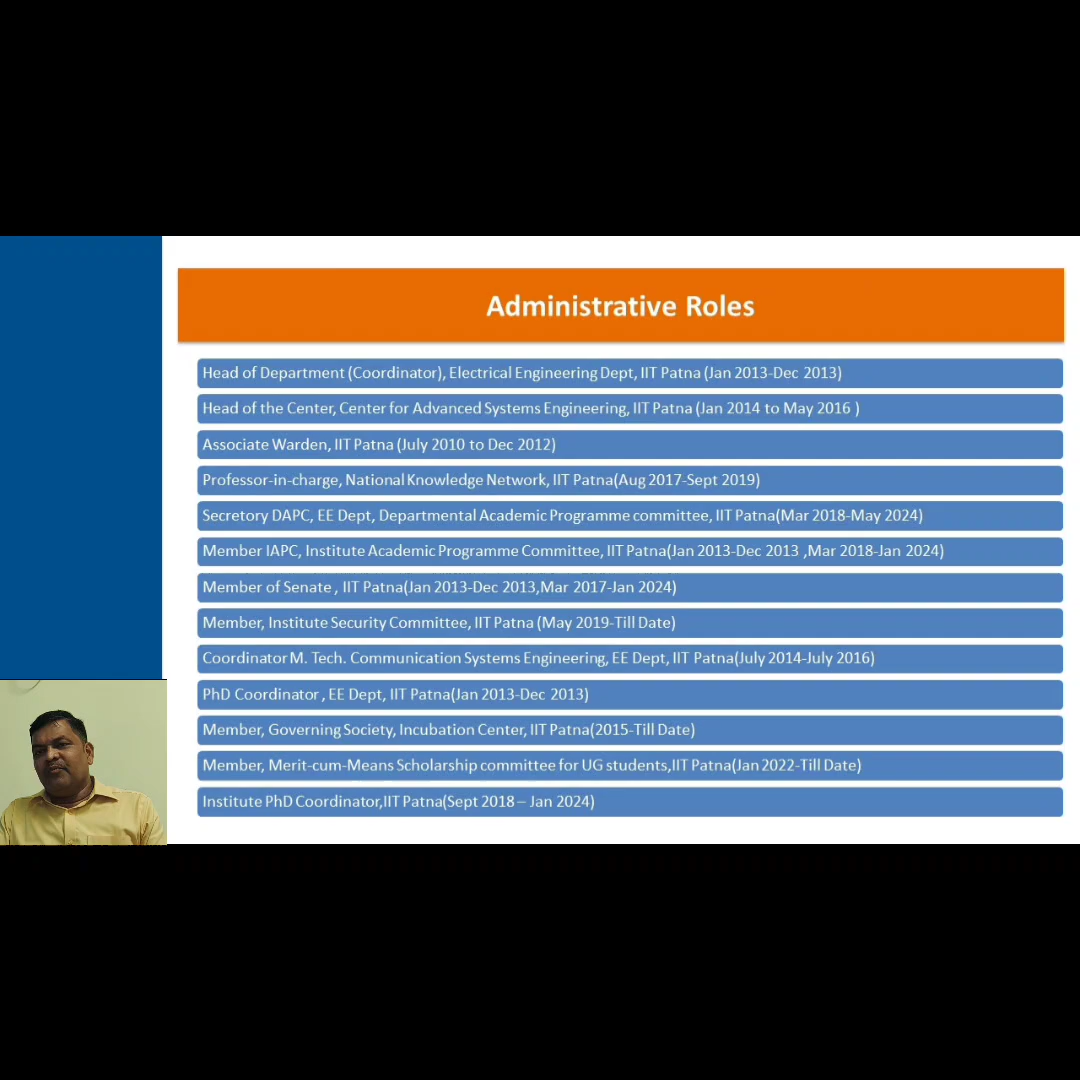 Administrative Roles
Head of Department (Coordinator), Electrical Engineering Dept, IIT Patna (Jan 2013-Dec 2013)
Head of the Center, Center for Advanced Systems Engineering, IIT Patna (Jan 2014 to May 2016 )
Associate Warden, IIT Patna (July 2010 to Dec 2012)
Professor-in-charge, National Knowledge Network, IIT Patna(Aug 2017-Sept 2019)
Secretary DAPC, EE Dept, Departmental Academic Programme committee, IIT Patna(Mar 2018-May 2024)
Member IAPC, Institute Academic Programme Committee, IIT Patna(Jan 2013-Dec 2013 ,Mar 2018-Jan 2024)
Member of Senate , IIT Patna(Jan 2013-Dec 2013,Mar 2017-Jan 2024)
Member, Institute Security Committee, IIT Patna (May 2019-Till Date)
Coordinator M. Tech. Communication Systems Engineering, EE Dept, IIT Patna(July 2014-July 2016)
PhD Coordinator , EE Dept, IIT Patna(Jan 2013-Dec 2013)
Member, Governing Society, Incubation Center, IIT Patna(2015-Till Date)
Member, Merit-cum-Means Scholarship committee for UG students,IIT Patna(Jan 2022-Till Date)
Institute PhD Coordinator,IIT Patna(Sept 2018 – Jan 2024)